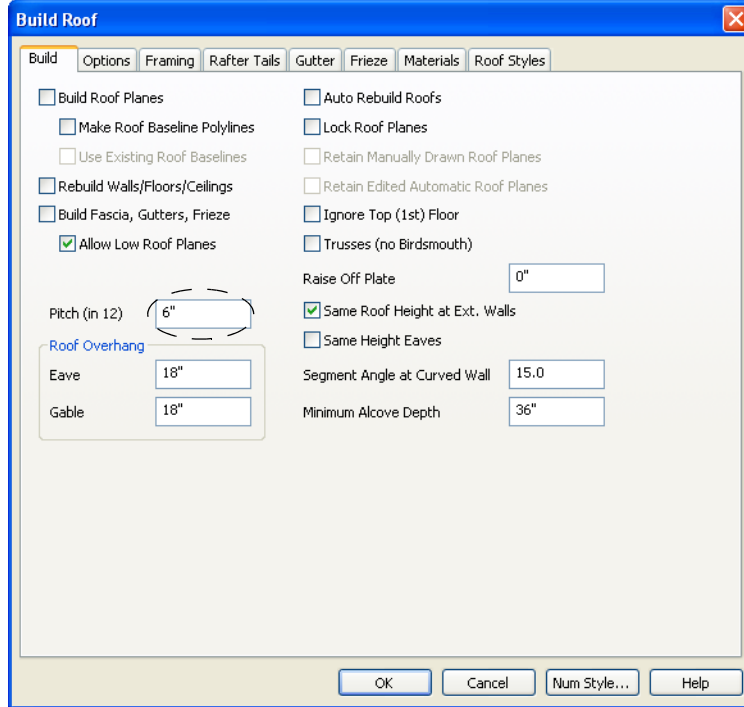 Build Roof
Build Options Framing Rafter Tails Gutter Frieze Materials Roof Styles
Build Roof Planes
Make Roof Baseline Polylines
Use Existing Roof Baselines
Rebuild Walls/Floors/Ceilings
Build Fascia, Gutters, Frieze
Allow Low Roof Planes
Pitch (in 12) 6"
Roof Overhang
Eave 18"
Gable 18"
Auto Rebuild Roofs
Lock Roof Planes
Retain Manually Drawn Roof Planes
Retain Edited Automatic Roof Planes
Ignore Top (1st) Floor
Trusses (no Birdsmouth)
Raise Off Plate 0"
Same Roof Height at Ext. Walls
Same Height Eaves
Segment Angle at Curved Wall 15.0
Minimum Alcove Depth 36"
OK Cancel Num Style... Help